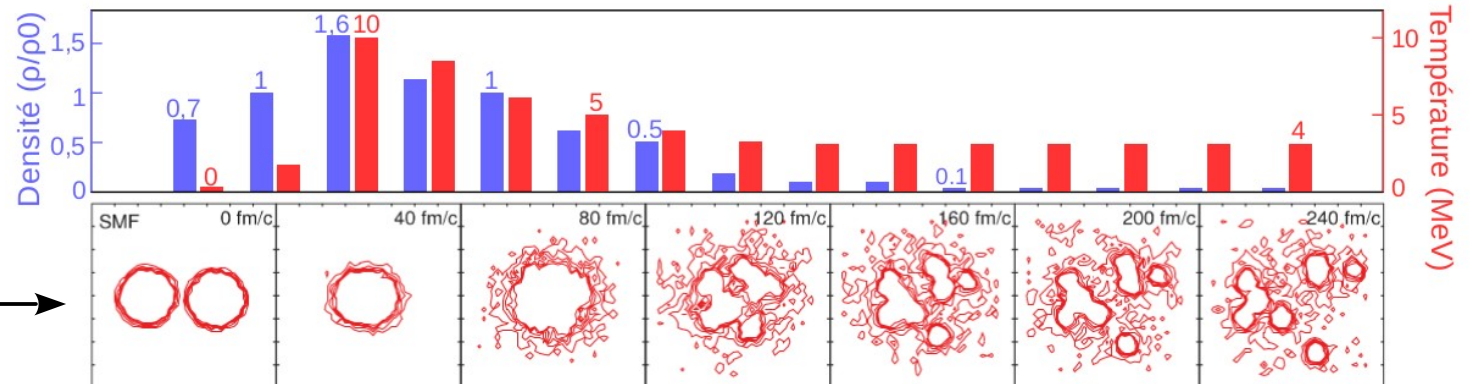 Densité (ρ/ρ0)
1,5
1
0,5
0
0,7
0
1
1,6 10
1
5
0.5
0.1
4
10
5
0
Température (MeV)
SMF 0 fm/c
40 fm/c
80 fm/c
120 fm/c
160 fm/c
200 fm/c
240 fm/c